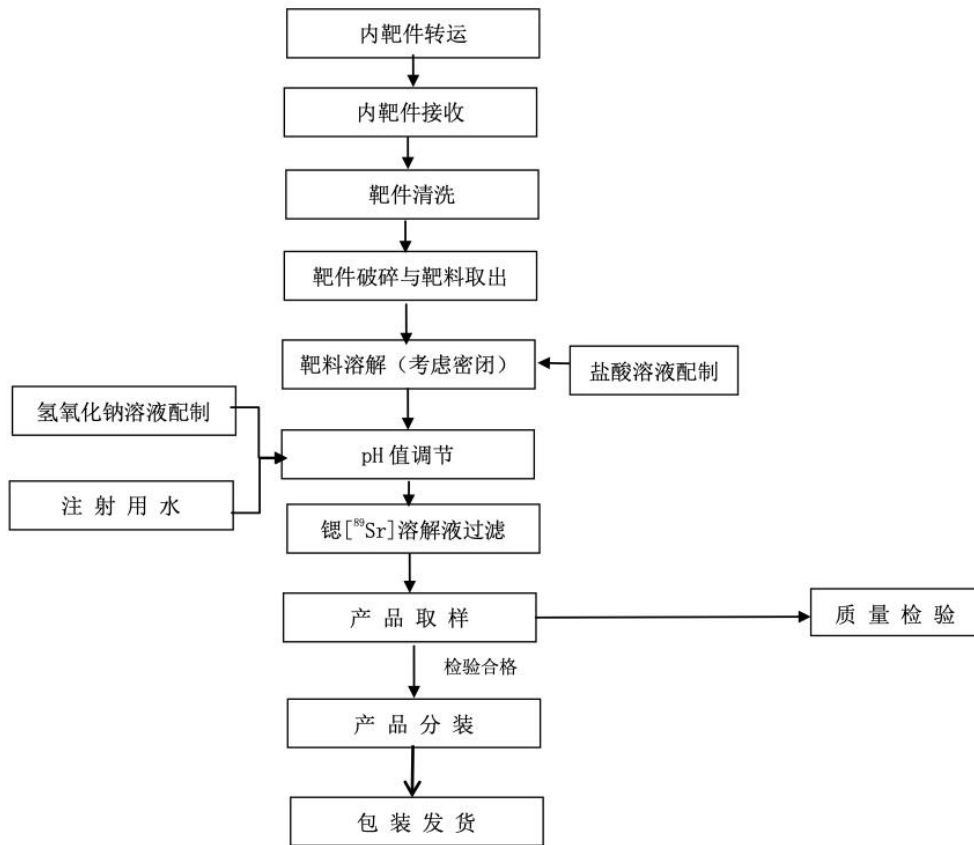 内靶件转运
内靶件接收
靶件清洗
靶件破碎与靶料取出
靶料溶解（考虑密闭）
盐酸溶液配制
氢氧化钠溶液配制
pH 值调节
注 射 用 水
锶[⁸⁹Sr]溶解液过滤
产 品 取 样
质 量 检 验
检验合格
产 品 分 装
包 装 发 货